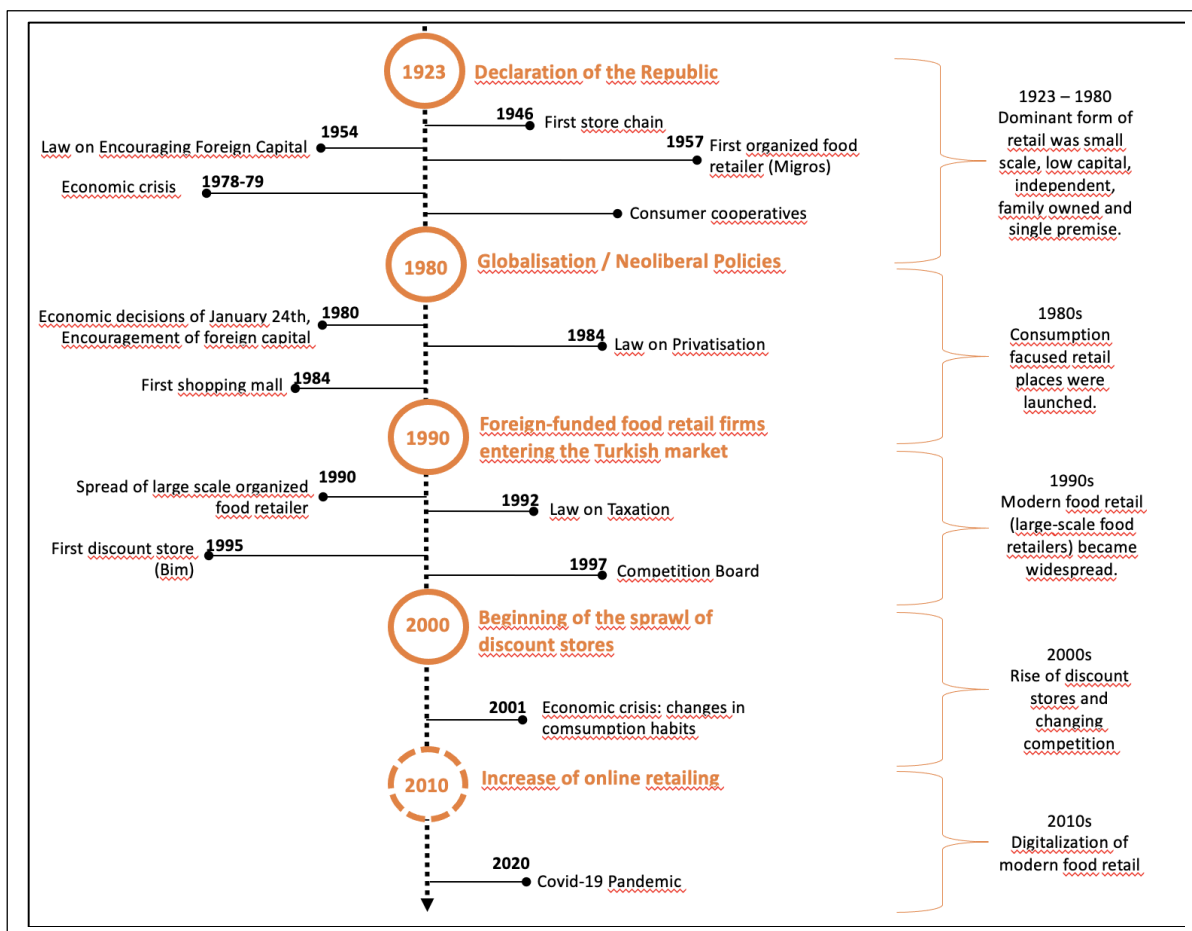 1923
Declaration of the Republic
1946
First store chain
1954
Law on Encouraging Foreign Capital
1957
First organized food
retailer (Migros)
Economic crisis
1978-79
Consumer cooperatives
1923 – 1980
Dominant form of
retail was small
scale, low capital,
independent,
family owned and
single premise.
1980
Globalisation / Neoliberal Policies
Economic decisions of January 24th,
Encouragement of foreign capital
1980
1984
Law on Privatisation
First shopping mall
1984
1980s
Consumption
facused retail
places were
launched.
1990
Foreign-funded food retail firms
entering the Turkish market
Spread of large scale organized
food retailer
1990
1992
Law on Taxation
First discount store
(Bim)
1995
1997
Competition Board
1990s
Modern food retail
(large-scale food
retailers) became
widespread.
2000
Beginning of the sprawl of
discount stores
2001
Economic crisis: changes in
comsumption habits
2000s
Rise of discount
stores and
changing
competition
2010
Increase of online retailing
2020
Covid-19 Pandemic
2010s
Digitalization of
modern food retail